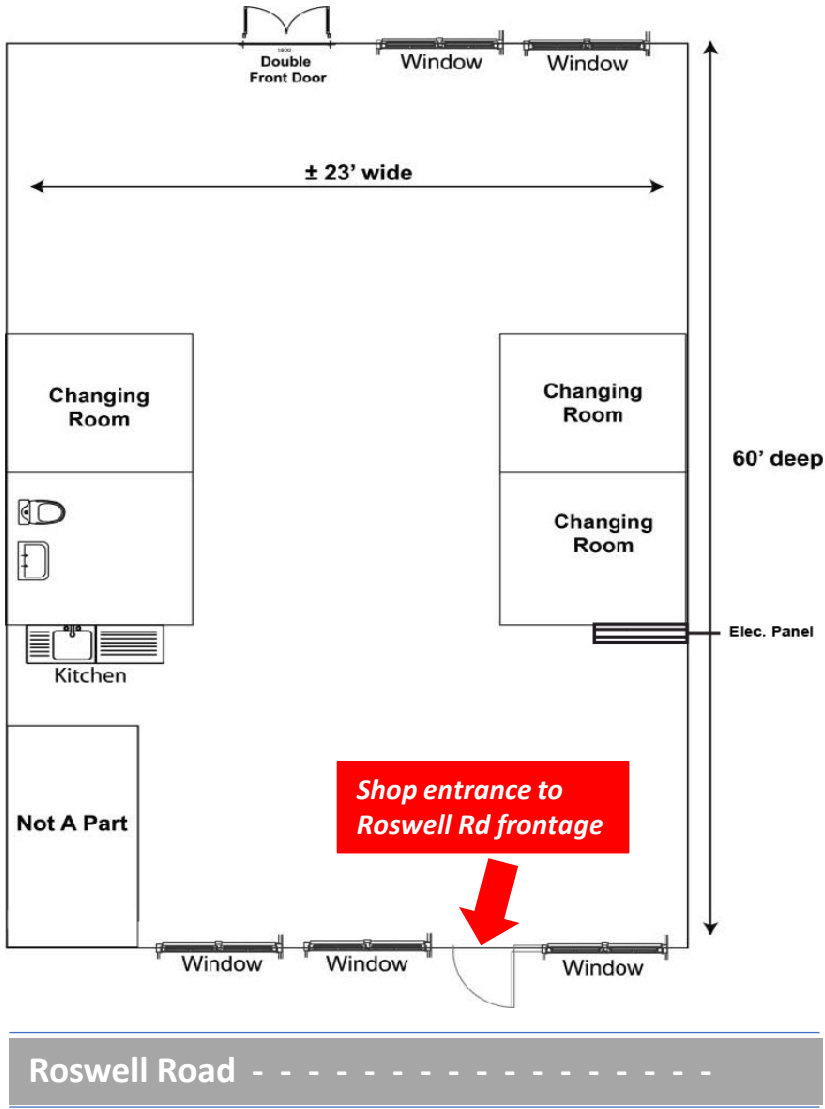 1800
Double
Front Door
Window
Window
± 23' wide
Changing
Room
Changing
Room
60' deep
Changing
Room
Elec. Panel
Kitchen
Shop entrance to
Roswell Rd frontage
Not A Part
Window
Window
Window
Roswell Road - - - - - - - - - - - - - - - - -